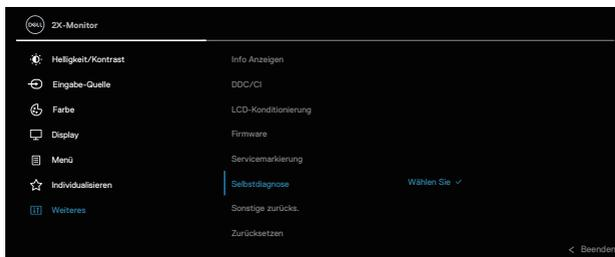 DELL 2X-Monitor
Helligkeit/Kontrast
Eingabe-Quelle
Farbe
Display
Menü
Individualisieren
Weiteres
Info Anzeigen
DDC/CI
LCD-Konditionierung
Firmware
Servicemarkierung
Selbstdiagnose Wählen Sie ✓
Sonstige zurücks.
Zurücksetzen
< Beenden